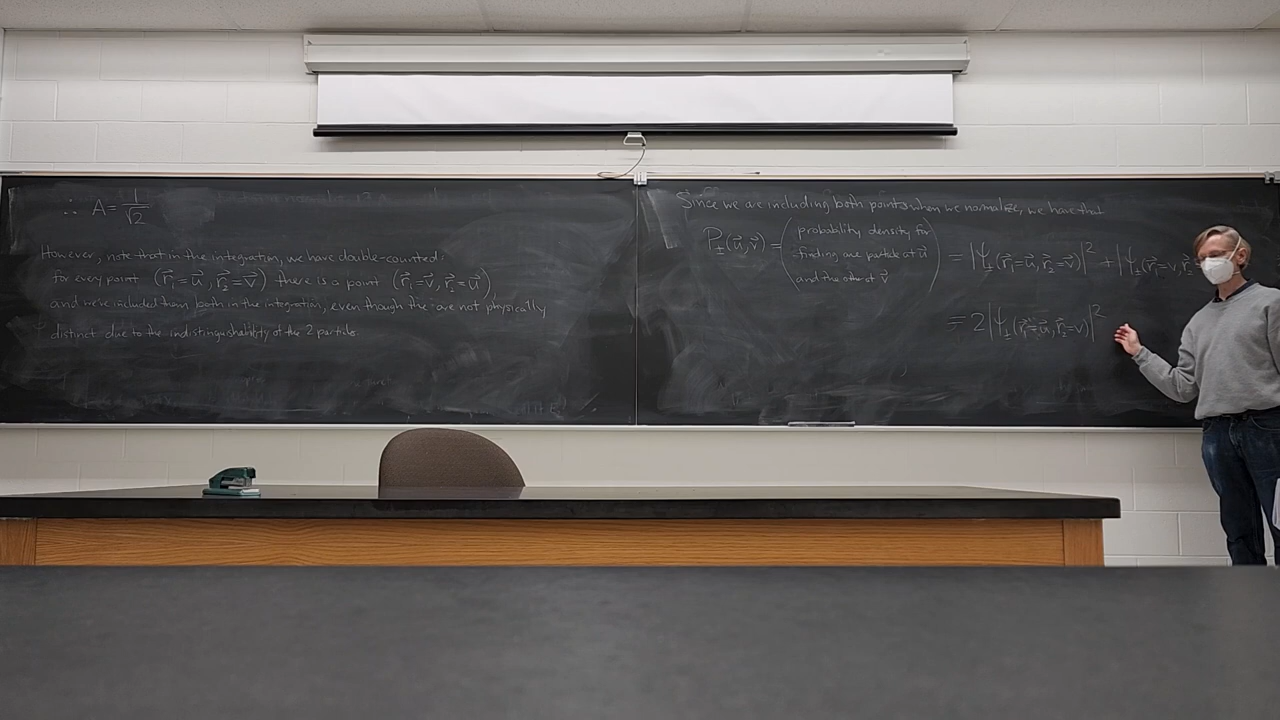 ∴ A = 1/√2
However, note that in the integration, we have double-counted:
for every point (r⃗₁=u⃗, r⃗₂=v⃗) there is a point (r⃗₁=v⃗, r⃗₂=u⃗)
and we've included them both in the integration, even though the are not physically
distinct due to the indistinguishability of the 2 particle.
Since we are including both points when we normalize, we have that
P±(u⃗,v⃗) = (probability density for
finding one particle at u⃗
and the other at v⃗) = |ψ±(r⃗₁=u⃗, r⃗₂=v⃗)|² + |ψ±(r⃗₁=v⃗, r⃗₂
= 2|ψ±(r⃗₁=u⃗, r⃗₂=v⃗)|²